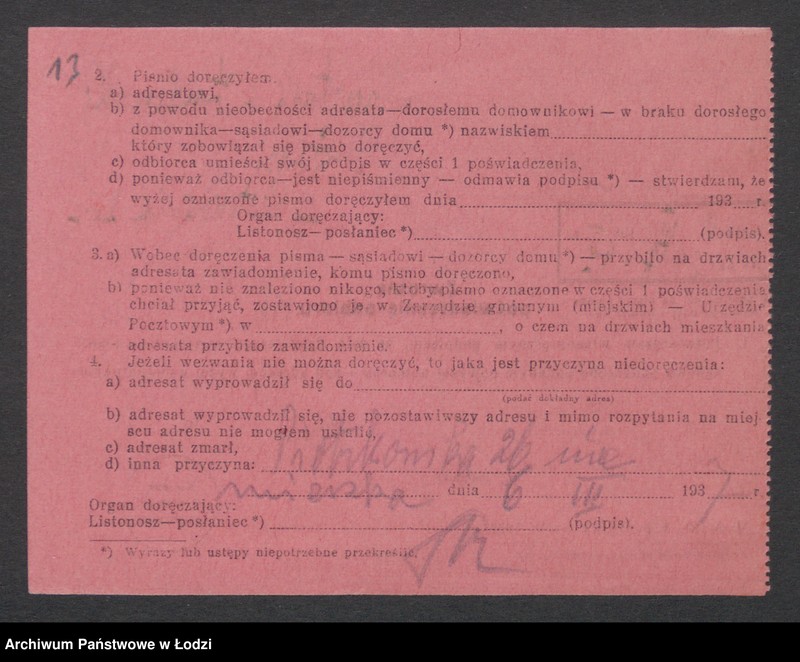 13
2. Pismo doręczyłem.
a) adresatowi,
b) z powodu nieobecności adresata—dorosłemu domownikowi — w braku dorosłego
domownika—sąsiadowi—dozorcy domu *) nazwiskiem
który zobowiązał się pismo doręczyć,
c) odbiorca umieścił swój podpis w części 1 poświadczenia,
d) ponieważ odbiorca—jest niepiśmienny — odmawia podpisu *) — stwierdzam, że
wyżej oznaczone pismo doręczyłem dnia 193 r.
Organ doręczający:
Listonosz—posłaniec *) (podpis).
3. a) Wobec doręczenia pisma — sąsiadowi — dozorcy domu *) — przybito na drzwiach
adresata zawiadomienie, komu pismo doręczono,
b) ponieważ nie znaleziono nikogo, ktoby pismo oznaczone w części 1 poświadczenia
chciał przyjąć, zostawiono je w Zarządzie gminnym (miejskim) — Urzędzie
Pocztowym *) w , o czem na drzwiach mieszkania
adresata przybito zawiadomienie.
4. Jeżeli wezwania nie można doręczyć, to jaka jest przyczyna niedoręczenia:
a) adresat wyprowadził się do
(podać dokładny adres)
b) adresat wyprowadził się, nie pozostawiwszy adresu i mimo rozpytania na miej-
scu adresu nie mogłem ustalić,
c) adresat zmarł,
d) inna przyczyna: 26 nie
mieszka dnia 6 III 1937 r.
Organ doręczający:
Listonosz—posłaniec *) (podpis).
*) Wyrazy lub ustępy niepotrzebne przekreślić.
Archiwum Państwowe w Łodzi